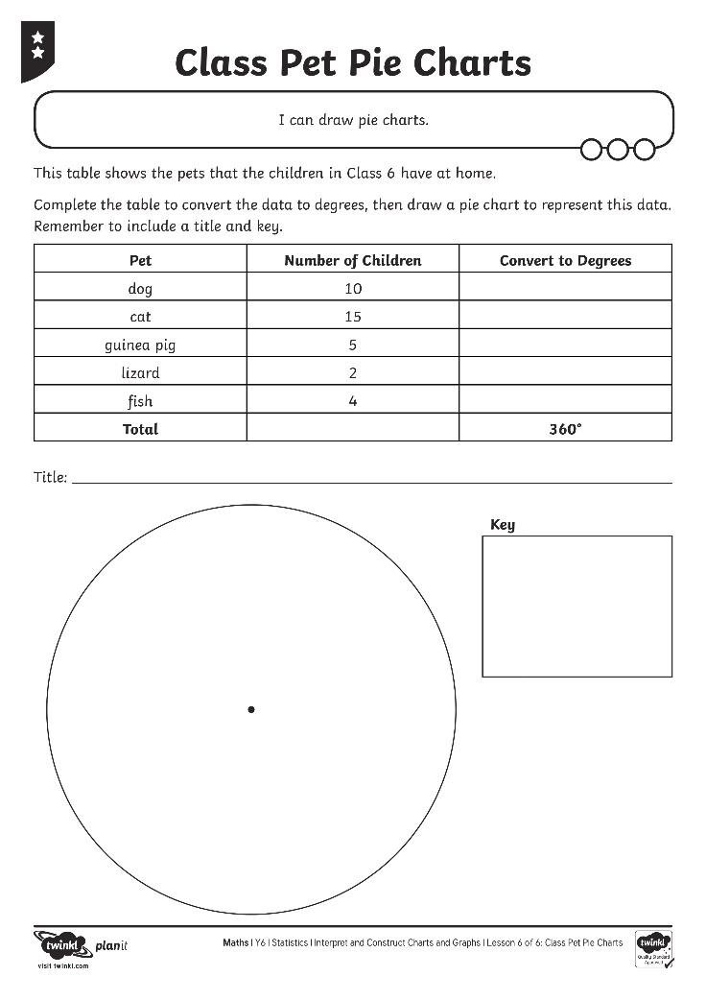 Class Pet Pie Charts
I can draw pie charts.
This table shows the pets that the children in Class 6 have at home.
Complete the table to convert the data to degrees, then draw a pie chart to represent this data.
Remember to include a title and key.
Pet Number of Children Convert to Degrees
dog 10
cat 15
guinea pig 5
lizard 2
fish 4
Total 360°
Title:
Key
twinkl planit
visit twinkl.com
Maths | Y6 | Statistics | Interpret and Construct Charts and Graphs | Lesson 6 of 6: Class Pet Pie Charts
twinkl
Quality Standard
Approved